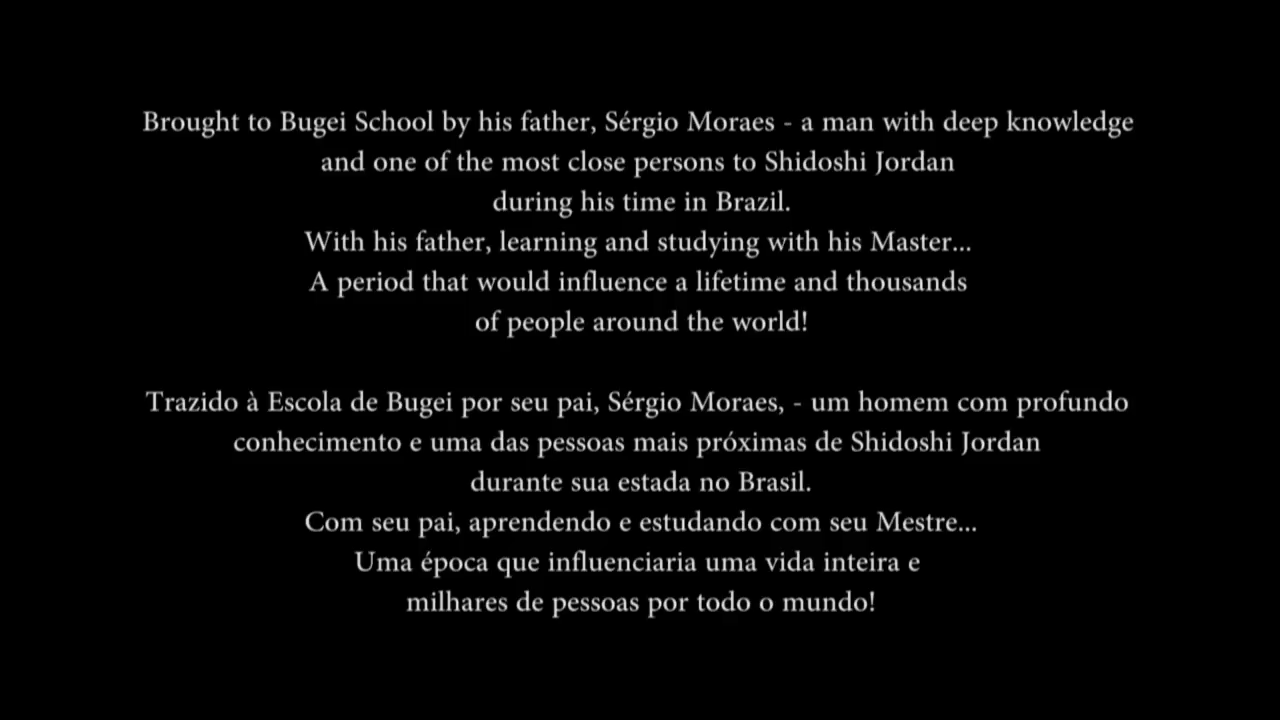 Brought to Bugei School by his father, Sérgio Moraes - a man with deep knowledge
and one of the most close persons to Shidoshi Jordan
during his time in Brazil.
With his father, learning and studying with his Master...
A period that would influence a lifetime and thousands
of people around the world!
Trazido à Escola de Bugei por seu pai, Sérgio Moraes, - um homem com profundo
conhecimento e uma das pessoas mais próximas de Shidoshi Jordan
durante sua estada no Brasil.
Com seu pai, aprendendo e estudando com seu Mestre...
Uma época que influenciaria uma vida inteira e
milhares de pessoas por todo o mundo!